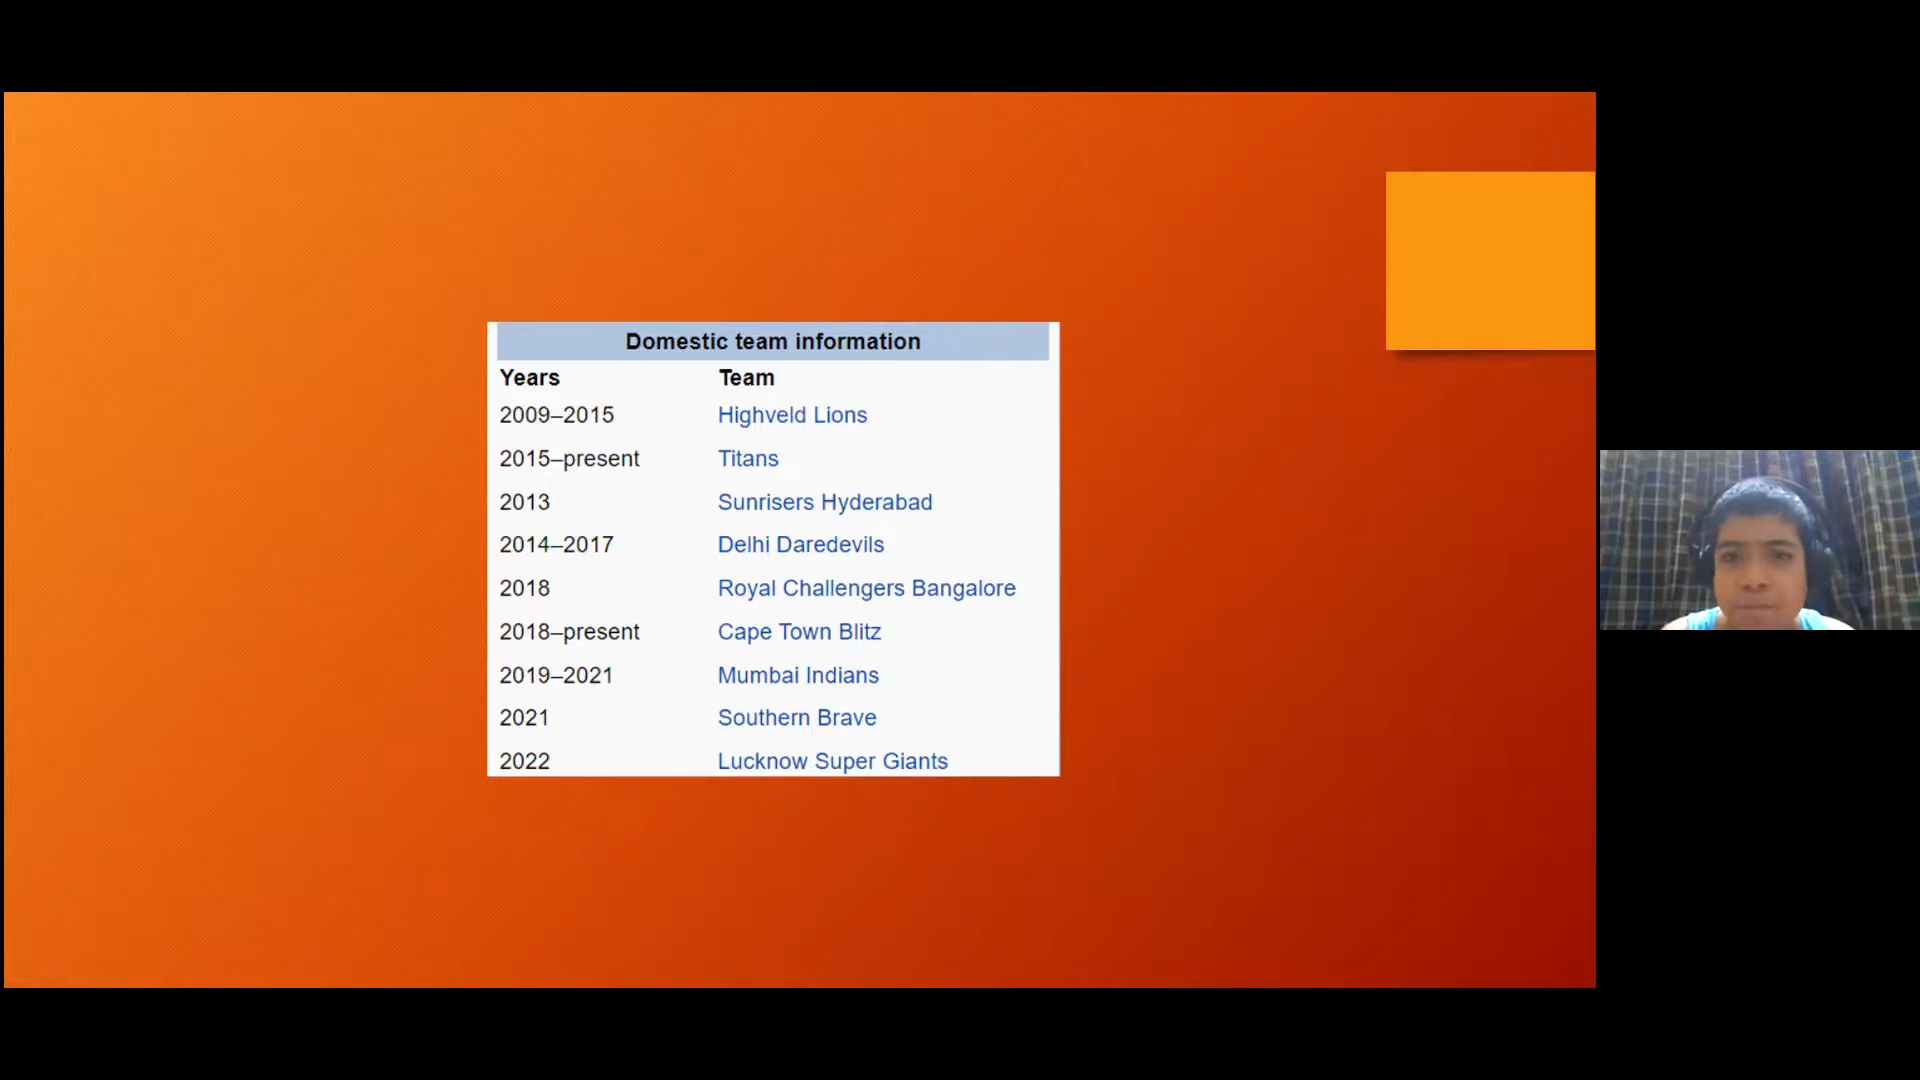 Domestic team information
Years Team
2009–2015 Highveld Lions
2015–present Titans
2013 Sunrisers Hyderabad
2014–2017 Delhi Daredevils
2018 Royal Challengers Bangalore
2018–present Cape Town Blitz
2019–2021 Mumbai Indians
2021 Southern Brave
2022 Lucknow Super Giants